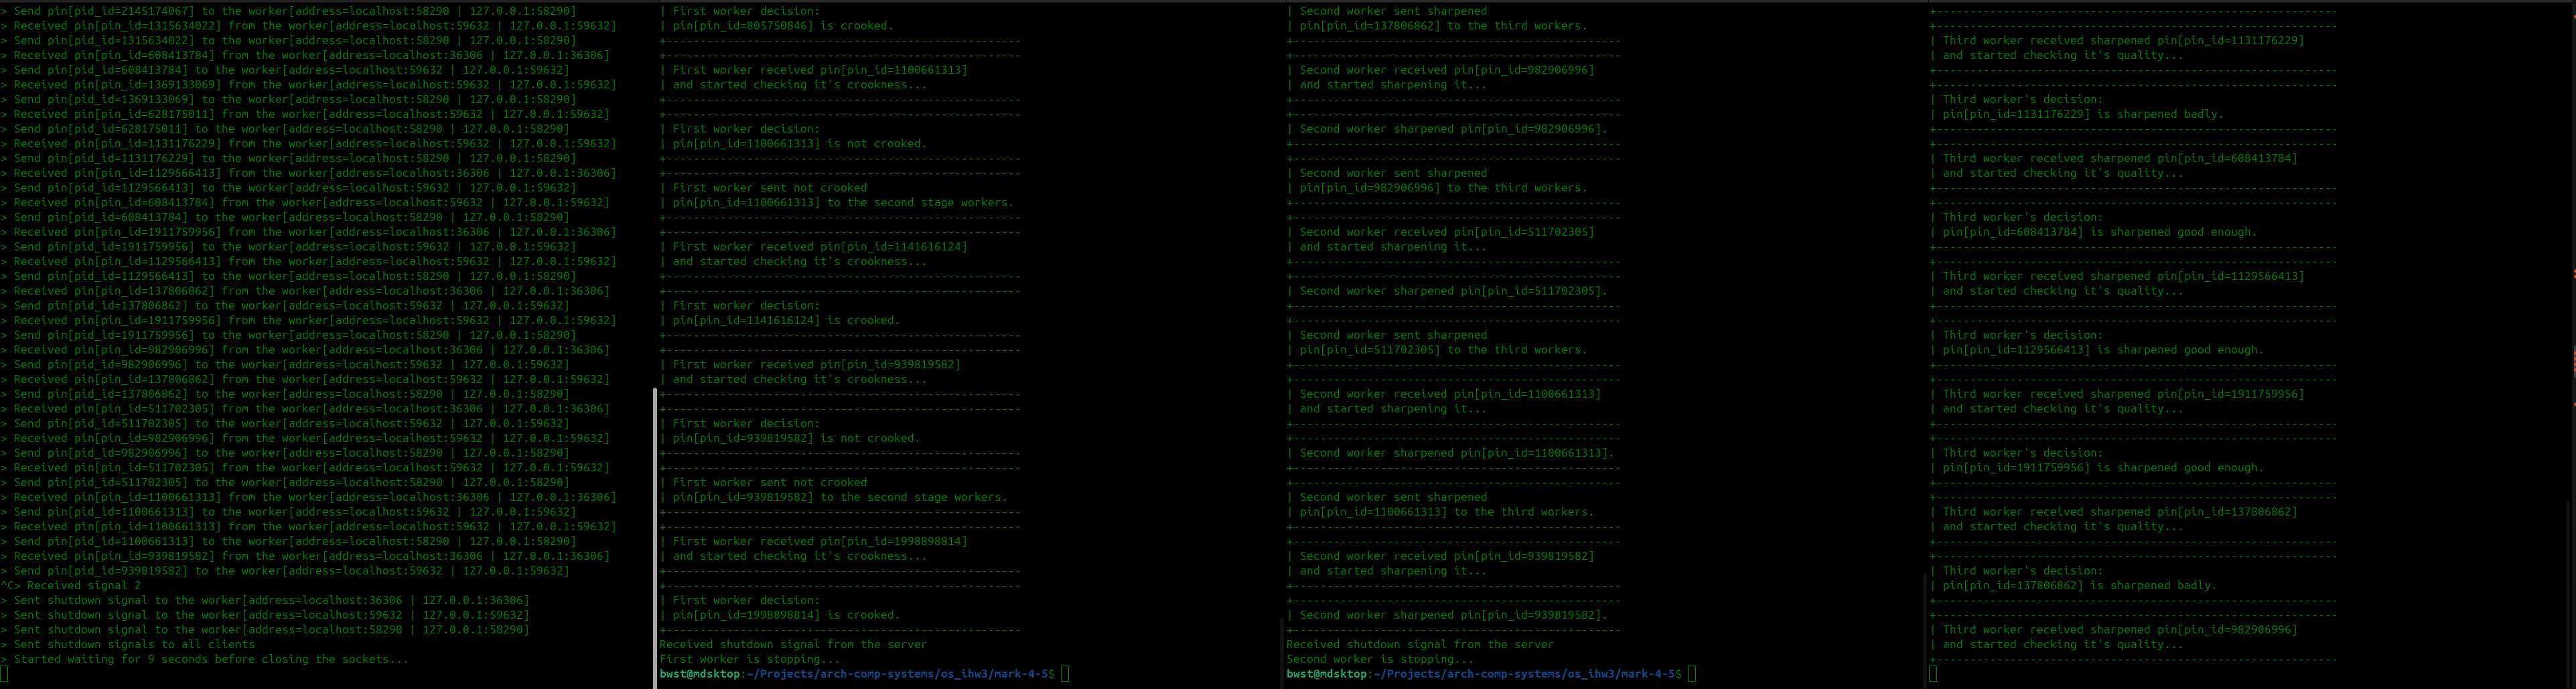 > Send pin[pid_id=2145174067] to the worker[address=localhost:58290 | 127.0.0.1:58290]
> Received pin[pin_id=1315634022] from the worker[address=localhost:59632 | 127.0.0.1:59632]
> Send pin[pid_id=1315634022] to the worker[address=localhost:58290 | 127.0.0.1:58290]
> Received pin[pin_id=608413784] from the worker[address=localhost:36306 | 127.0.0.1:36306]
> Send pin[pid_id=608413784] to the worker[address=localhost:59632 | 127.0.0.1:59632]
> Received pin[pin_id=1369133069] from the worker[address=localhost:59632 | 127.0.0.1:59632]
> Send pin[pid_id=1369133069] to the worker[address=localhost:58290 | 127.0.0.1:58290]
> Received pin[pin_id=628175011] from the worker[address=localhost:59632 | 127.0.0.1:59632]
> Send pin[pid_id=628175011] to the worker[address=localhost:58290 | 127.0.0.1:58290]
> Received pin[pin_id=1131176229] from the worker[address=localhost:59632 | 127.0.0.1:59632]
> Send pin[pid_id=1131176229] to the worker[address=localhost:58290 | 127.0.0.1:58290]
> Received pin[pin_id=1129566413] from the worker[address=localhost:36306 | 127.0.0.1:36306]
> Send pin[pid_id=1129566413] to the worker[address=localhost:59632 | 127.0.0.1:59632]
> Received pin[pin_id=608413784] from the worker[address=localhost:59632 | 127.0.0.1:59632]
> Send pin[pid_id=608413784] to the worker[address=localhost:58290 | 127.0.0.1:58290]
> Received pin[pin_id=1911759956] from the worker[address=localhost:36306 | 127.0.0.1:36306]
> Send pin[pid_id=1911759956] to the worker[address=localhost:59632 | 127.0.0.1:59632]
> Received pin[pin_id=1129566413] from the worker[address=localhost:59632 | 127.0.0.1:59632]
> Send pin[pid_id=1129566413] to the worker[address=localhost:58290 | 127.0.0.1:58290]
> Received pin[pin_id=137806862] from the worker[address=localhost:36306 | 127.0.0.1:36306]
> Send pin[pid_id=137806862] to the worker[address=localhost:59632 | 127.0.0.1:59632]
> Received pin[pin_id=1911759956] from the worker[address=localhost:59632 | 127.0.0.1:59632]
> Send pin[pid_id=1911759956] to the worker[address=localhost:58290 | 127.0.0.1:58290]
> Received pin[pin_id=982906996] from the worker[address=localhost:36306 | 127.0.0.1:36306]
> Send pin[pid_id=982906996] to the worker[address=localhost:59632 | 127.0.0.1:59632]
> Received pin[pin_id=137806862] from the worker[address=localhost:59632 | 127.0.0.1:59632]
> Send pin[pid_id=137806862] to the worker[address=localhost:58290 | 127.0.0.1:58290]
> Received pin[pin_id=511702305] from the worker[address=localhost:36306 | 127.0.0.1:36306]
> Send pin[pid_id=511702305] to the worker[address=localhost:59632 | 127.0.0.1:59632]
> Received pin[pin_id=982906996] from the worker[address=localhost:59632 | 127.0.0.1:59632]
> Send pin[pid_id=982906996] to the worker[address=localhost:58290 | 127.0.0.1:58290]
> Received pin[pin_id=511702305] from the worker[address=localhost:59632 | 127.0.0.1:59632]
> Send pin[pid_id=511702305] to the worker[address=localhost:58290 | 127.0.0.1:58290]
> Received pin[pin_id=1100661313] from the worker[address=localhost:36306 | 127.0.0.1:36306]
> Send pin[pid_id=1100661313] to the worker[address=localhost:59632 | 127.0.0.1:59632]
> Received pin[pin_id=1100661313] from the worker[address=localhost:59632 | 127.0.0.1:59632]
> Send pin[pid_id=1100661313] to the worker[address=localhost:58290 | 127.0.0.1:58290]
> Received pin[pin_id=939819582] from the worker[address=localhost:36306 | 127.0.0.1:36306]
> Send pin[pid_id=939819582] to the worker[address=localhost:59632 | 127.0.0.1:59632]
^C> Received signal 2
> Sent shutdown signal to the worker[address=localhost:36306 | 127.0.0.1:36306]
> Sent shutdown signal to the worker[address=localhost:59632 | 127.0.0.1:59632]
> Sent shutdown signal to the worker[address=localhost:58290 | 127.0.0.1:58290]
> Sent shutdown signals to all clients
> Started waiting for 9 seconds before closing the sockets...
| First worker decision:
| pin[pin_id=805750846] is crooked.
| First worker received pin[pin_id=1100661313]
| and started checking it's crookness...
| First worker decision:
| pin[pin_id=1100661313] is not crooked.
| First worker sent not crooked
| pin[pin_id=1100661313] to the second stage workers.
| First worker received pin[pin_id=1141616124]
| and started checking it's crookness...
| First worker decision:
| pin[pin_id=1141616124] is crooked.
| First worker received pin[pin_id=939819582]
| and started checking it's crookness...
| First worker decision:
| pin[pin_id=939819582] is not crooked.
| First worker sent not crooked
| pin[pin_id=939819582] to the second stage workers.
| First worker received pin[pin_id=1998898814]
| and started checking it's crookness...
| First worker decision:
| pin[pin_id=1998898814] is crooked.
Received shutdown signal from the server
First worker is stopping...
bwst@mdsktop:~/Projects/arch-comp-systems/os_ihw3/mark-4-5$
| Second worker sent sharpened
| pin[pin_id=137806862] to the third workers.
| Second worker received pin[pin_id=982906996]
| and started sharpening it...
| Second worker sharpened pin[pin_id=982906996].
| Second worker sent sharpened
| pin[pin_id=982906996] to the third workers.
| Second worker received pin[pin_id=511702305]
| and started sharpening it...
| Second worker sharpened pin[pin_id=511702305].
| Second worker sent sharpened
| pin[pin_id=511702305] to the third workers.
| Second worker received pin[pin_id=1100661313]
| and started sharpening it...
| Second worker sharpened pin[pin_id=1100661313].
| Second worker sent sharpened
| pin[pin_id=1100661313] to the third workers.
| Second worker received pin[pin_id=939819582]
| and started sharpening it...
| Second worker sharpened pin[pin_id=939819582].
Received shutdown signal from the server
Second worker is stopping...
bwst@mdsktop:~/Projects/arch-comp-systems/os_ihw3/mark-4-5$
| Third worker received sharpened pin[pin_id=1131176229]
| and started checking it's quality...
| Third worker's decision:
| pin[pin_id=1131176229] is sharpened badly.
| Third worker received sharpened pin[pin_id=608413784]
| and started checking it's quality...
| Third worker's decision:
| pin[pin_id=608413784] is sharpened good enough.
| Third worker received sharpened pin[pin_id=1129566413]
| and started checking it's quality...
| Third worker's decision:
| pin[pin_id=1129566413] is sharpened good enough.
| Third worker received sharpened pin[pin_id=1911759956]
| and started checking it's quality...
| Third worker's decision:
| pin[pin_id=1911759956] is sharpened good enough.
| Third worker received sharpened pin[pin_id=137806862]
| and started checking it's quality...
| Third worker's decision:
| pin[pin_id=137806862] is sharpened badly.
| Third worker received sharpened pin[pin_id=982906996]
| and started checking it's quality...